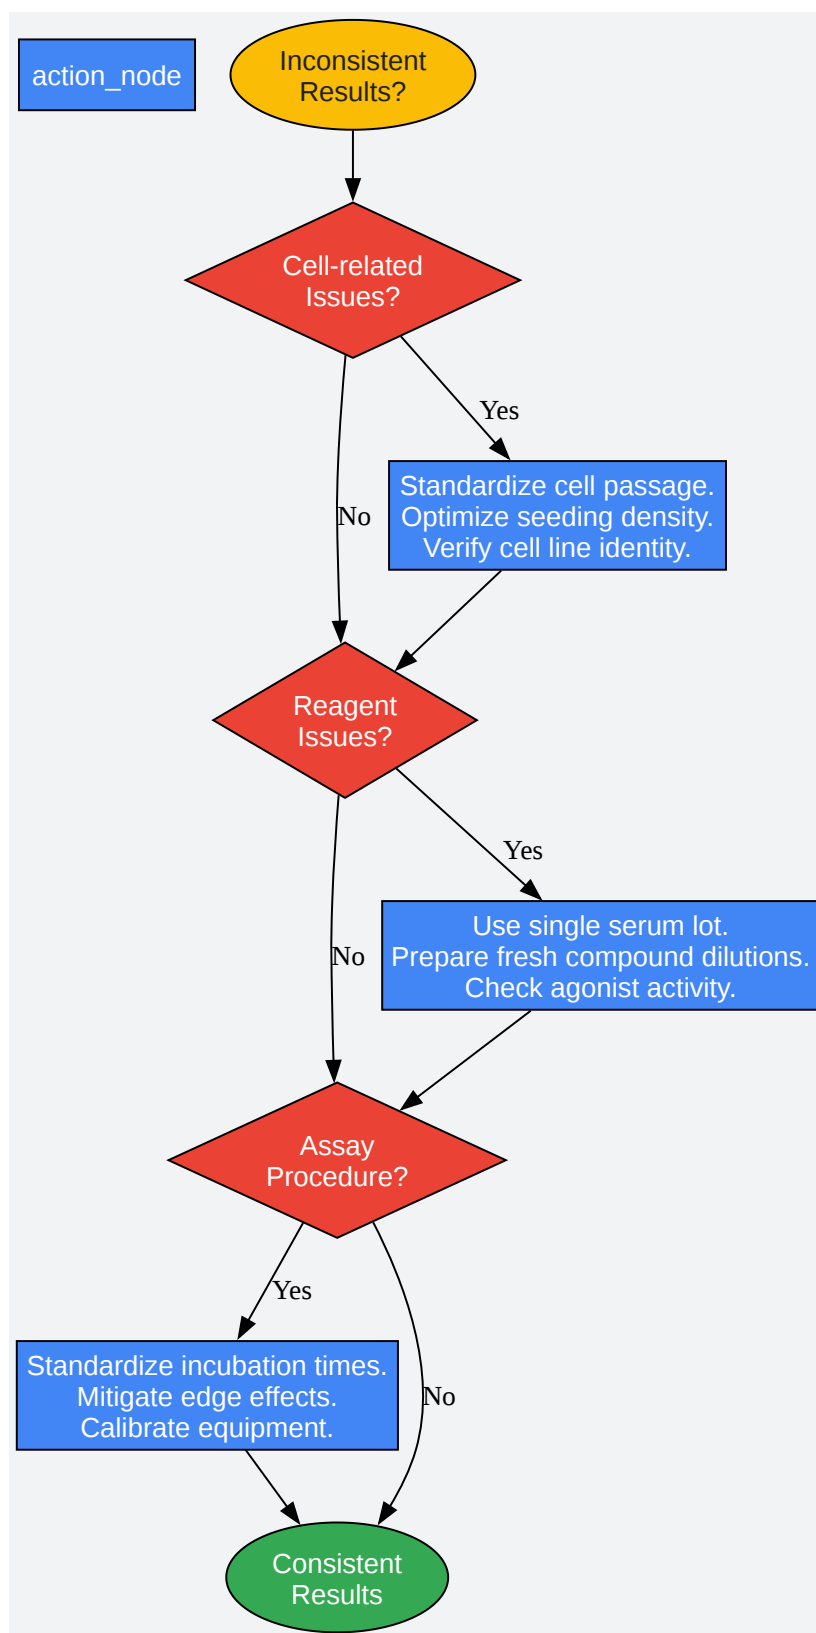 action_node
Inconsistent
Results?
Cell-related
Issues?
Yes
Standardize cell passage.
Optimize seeding density.
Verify cell line identity.
No
Reagent
Issues?
Yes
Use single serum lot.
Prepare fresh compound dilutions.
Check agonist activity.
No
Assay
Procedure?
Yes
Standardize incubation times.
Mitigate edge effects.
Calibrate equipment.
No
Consistent
Results